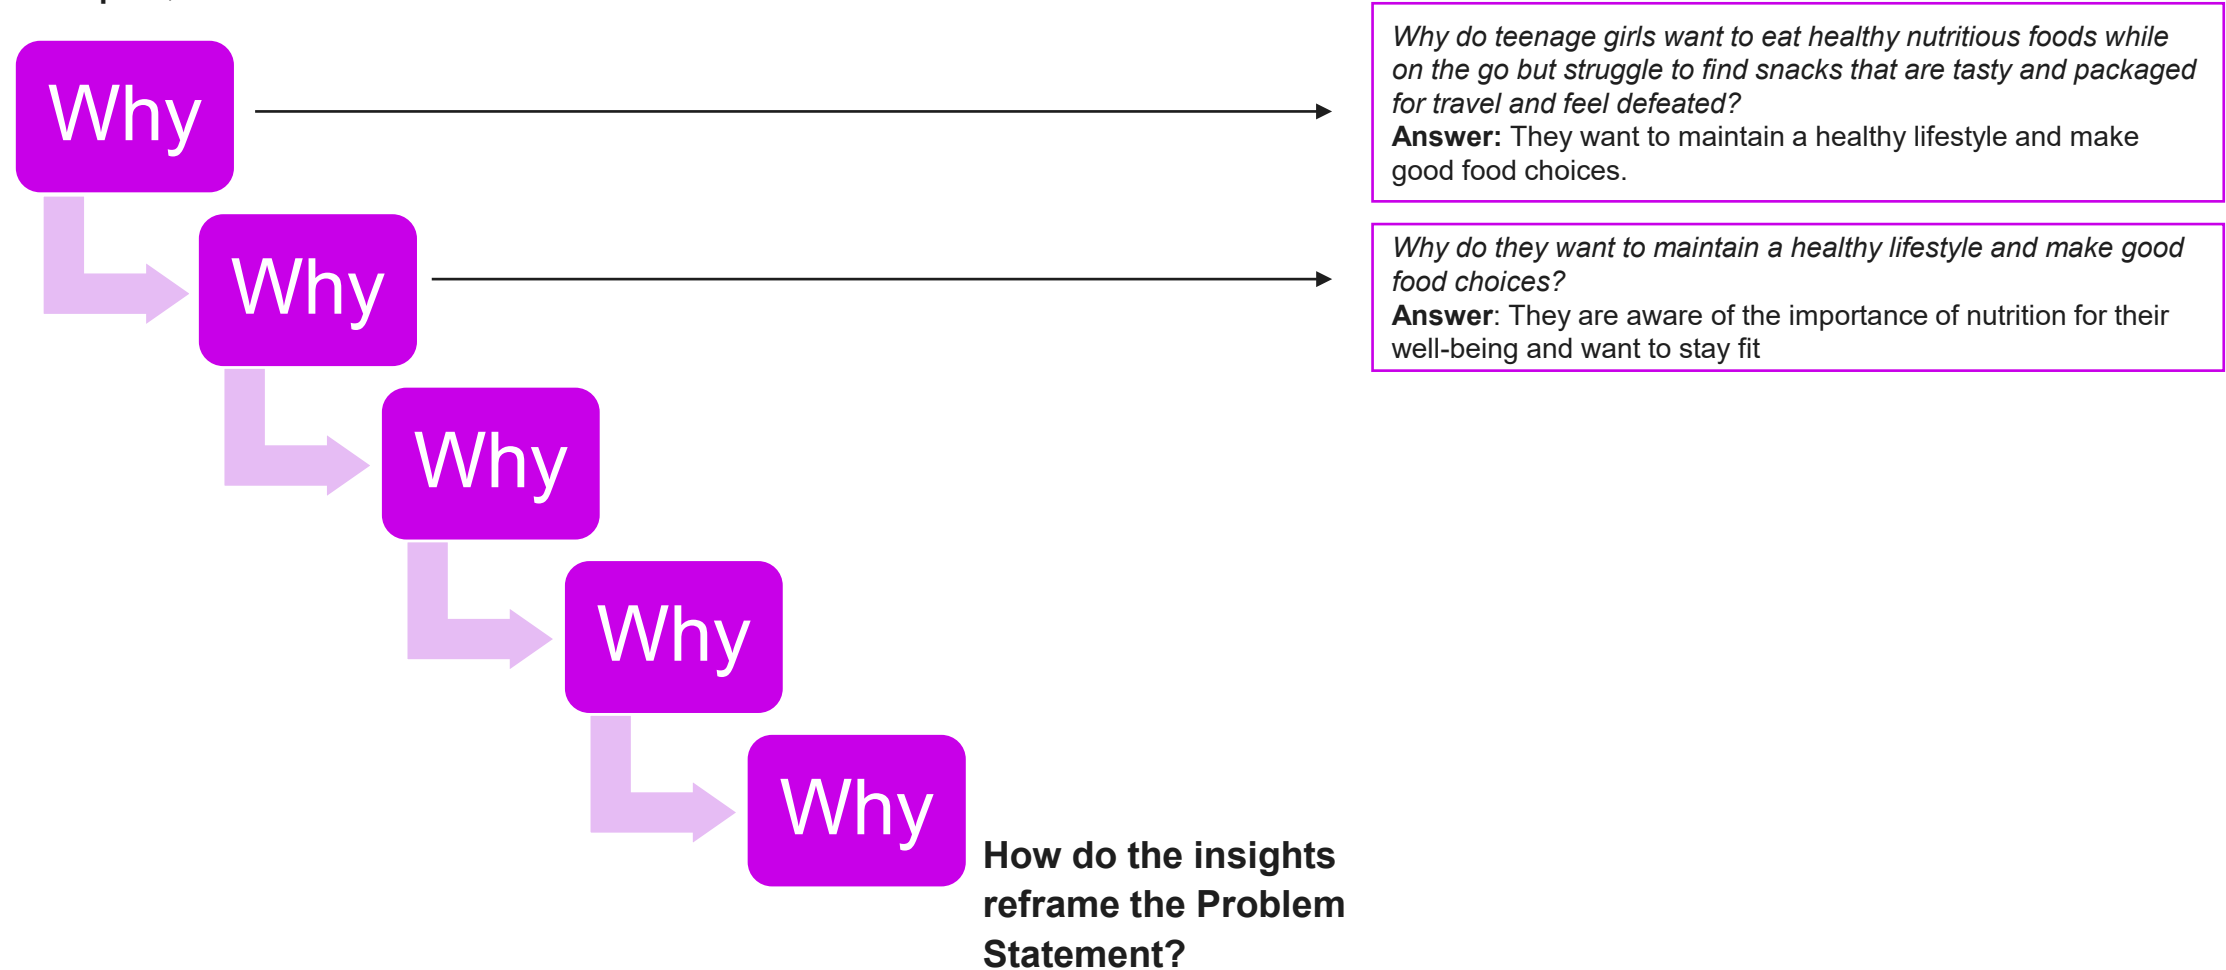 Why
Why do teenage girls want to eat healthy nutritious foods while
on the go but struggle to find snacks that are tasty and packaged
for travel and feel defeated?
Answer: They want to maintain a healthy lifestyle and make
good food choices.
Why
Why do they want to maintain a healthy lifestyle and make good
food choices?
Answer: They are aware of the importance of nutrition for their
well-being and want to stay fit
Why
Why
Why
How do the insights
reframe the Problem
Statement?